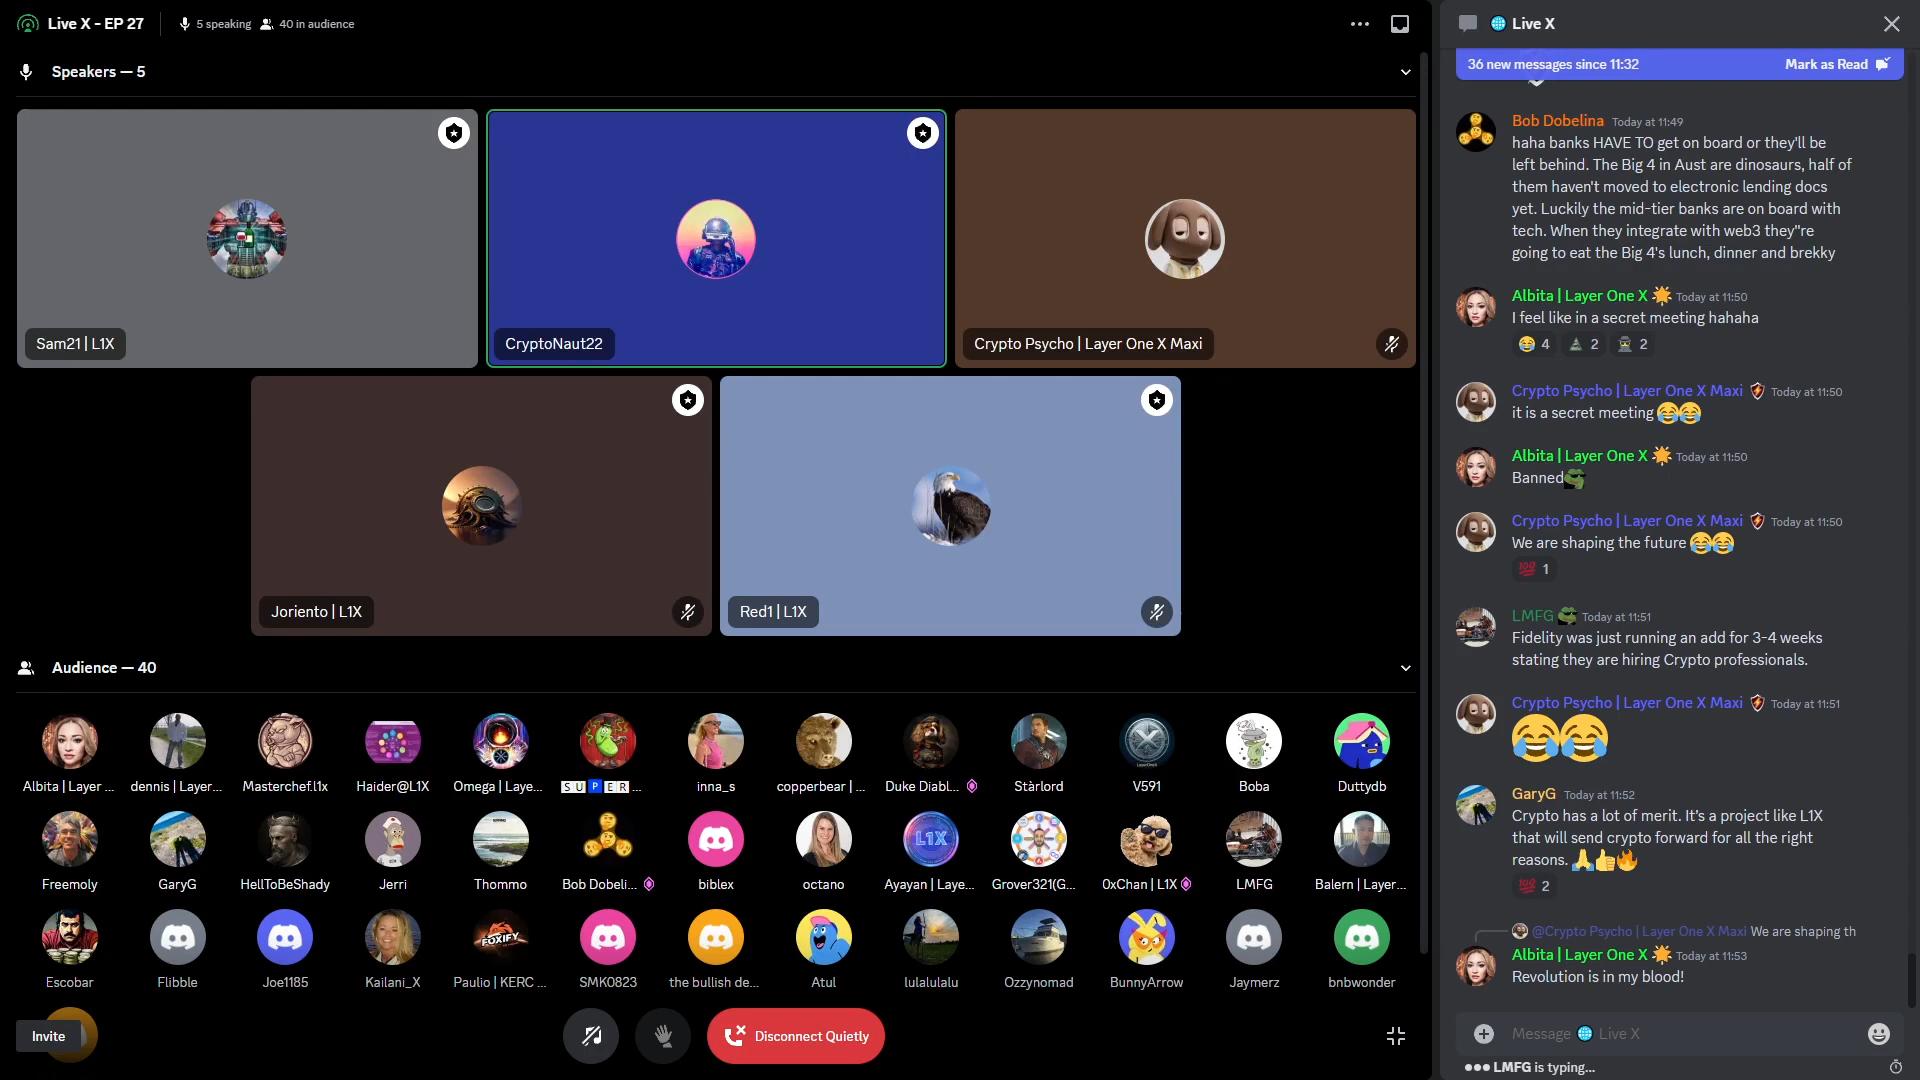 Live X - EP 27
5 speaking 40 in audience
Speakers — 5
Sam21 | L1X
CryptoNaut22
Crypto Psycho | Layer One X Maxi
Joriento | L1X
Red1 | L1X
Audience — 40
Albita | Layer ...
dennis | Layer...
Masterchef.l1x
Haider@L1X
Omega | Laye...
SUPER ...
inna_s
copperbear | ...
Duke Diabl...
Stàrlord
V591
Boba
Duttydb
L1X
Freemoly
GaryG
HellToBeShady
Jerri
Thommo
Bob Dobeli...
biblex
octano
Ayayan | Laye...
Grover321(G...
0xChan | L1X
LMFG
Balern | Layer...
FOXIFY
Escobar
Flibble
Joe1185
Kailani_X
Paulio | KERC ...
SMK0823
the bullish de...
Atul
lulalulalu
Ozzynomad
BunnyArrow
Jaymerz
bnbwonder
Invite
Disconnect Quietly
Live X
36 new messages since 11:32 Mark as Read
Bob Dobelina Today at 11:49
haha banks HAVE TO get on board or they'll be
left behind. The Big 4 in Aust are dinosaurs, half of
them haven't moved to electronic lending docs
yet. Luckily the mid-tier banks are on board with
tech. When they integrate with web3 they"re
going to eat the Big 4's lunch, dinner and brekky
Albita | Layer One X Today at 11:50
I feel like in a secret meeting hahaha
😂 4 2 2
Crypto Psycho | Layer One X Maxi Today at 11:50
it is a secret meeting 😂😂
Albita | Layer One X Today at 11:50
Banned
Crypto Psycho | Layer One X Maxi Today at 11:50
We are shaping the future 😂😂
💯 1
LMFG Today at 11:51
Fidelity was just running an add for 3-4 weeks
stating they are hiring Crypto professionals.
Crypto Psycho | Layer One X Maxi Today at 11:51
😂😂
GaryG Today at 11:52
Crypto has a lot of merit. It's a project like L1X
that will send crypto forward for all the right
reasons. 🙏👍🔥
💯 2
@Crypto Psycho | Layer One X Maxi We are shaping th
Albita | Layer One X Today at 11:53
Revolution is in my blood!
Message Live X
LMFG is typing...